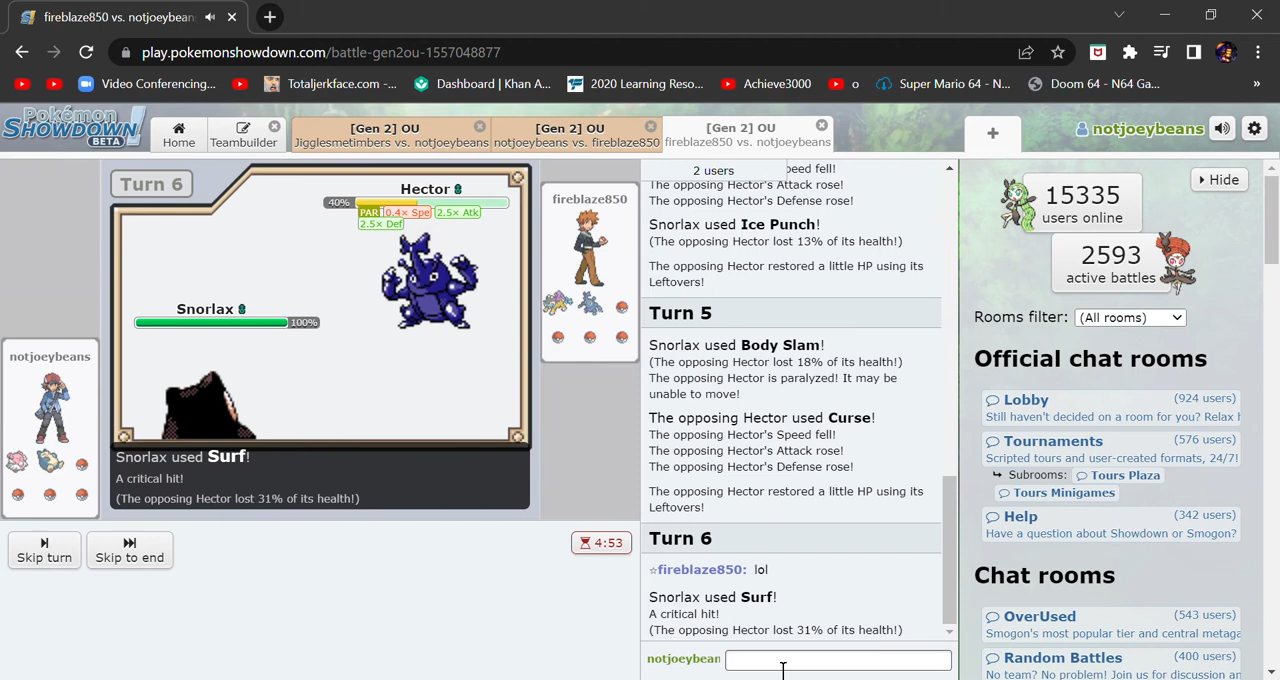 fireblaze850 vs. notjoeybeans
play.pokemonshowdown.com/battle-gen2ou-1557048877
Video Conferencing... Totaljerkface.com -... Dashboard | Khan A... 2020 Learning Reso... Achieve3000 o Super Mario 64 - N... Doom 64 - N64 Ga... »
Pokémon SHOWDOWN! BETA
Home
Teambuilder
[Gen 2] OU
Jigglesmetimbers vs. notjoeybeans
[Gen 2] OU
notjoeybeans vs. fireblaze850
[Gen 2] OU
fireblaze850 vs. notjoeybeans
notjoeybeans
Turn 6
Hector
40%
PAR 0.4× Spe 2.5× Atk
2.5× Def
Snorlax
100%
notjoeybeans
fireblaze850
Snorlax used Surf!
A critical hit!
(The opposing Hector lost 31% of its health!)
Skip turn
Skip to end
4:53
2 users
peed fell!
The opposing Hector's Attack rose!
The opposing Hector's Defense rose!
Snorlax used Ice Punch!
(The opposing Hector lost 13% of its health!)
The opposing Hector restored a little HP using its
Leftovers!
Turn 5
Snorlax used Body Slam!
(The opposing Hector lost 18% of its health!)
The opposing Hector is paralyzed! It may be
unable to move!
The opposing Hector used Curse!
The opposing Hector's Speed fell!
The opposing Hector's Attack rose!
The opposing Hector's Defense rose!
The opposing Hector restored a little HP using its
Leftovers!
Turn 6
☆fireblaze850: lol
Snorlax used Surf!
A critical hit!
(The opposing Hector lost 31% of its health!)
notjoeybean
Hide
15335
users online
2593
active battles
Rooms filter: (All rooms)
Official chat rooms
Lobby (924 users)
Still haven't decided on a room for you? Relax h
Tournaments (576 users)
Scripted tours and user-created formats, 24/7!
Subrooms: Tours Plaza
Tours Minigames
Help (342 users)
Have a question about Showdown or Smogon?
Chat rooms
OverUsed (543 users)
Smogon's most popular tier and central metaga
Random Battles (400 users)
No team? No problem! Join us for discussion an